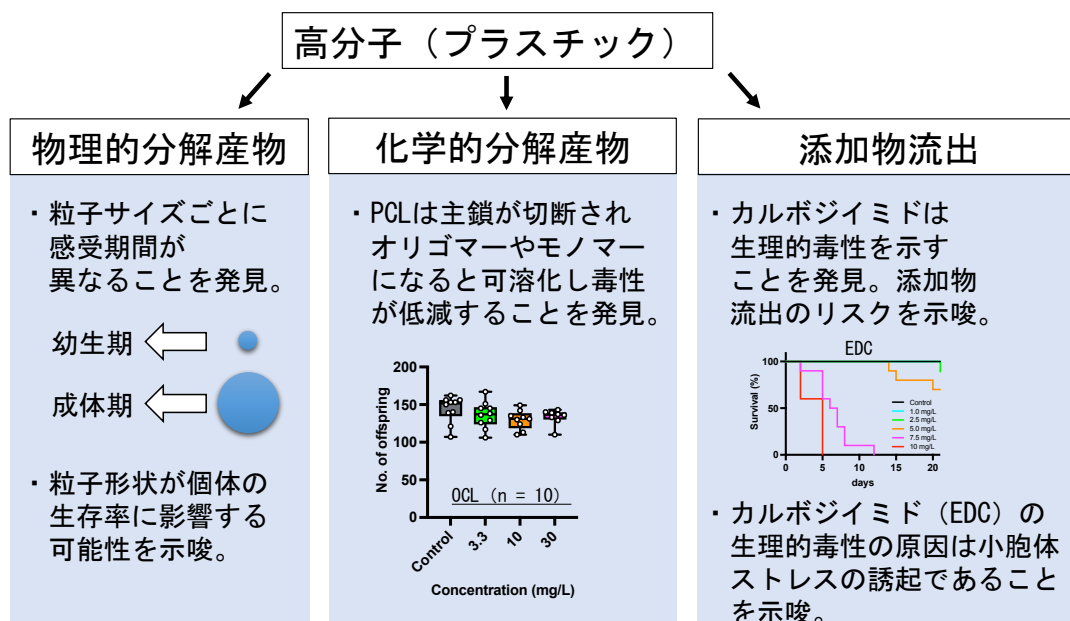 高分子（プラスチック）
物理的分解産物
・粒子サイズごとに
感受期間が
異なることを発見。
幼生期
成体期
・粒子形状が個体の
生存率に影響する
可能性を示唆。
化学的分解産物
・PCLは主鎖が切断され
オリゴマーやモノマー
になると可溶化し毒性
が低減することを発見。
200
150
100
50
0
No. of offspring
OCL (n = 10)
Control
3.3
10
30
Concentration (mg/L)
添加物流出
・カルボジイミドは
生理的毒性を示す
ことを発見。添加物
流出のリスクを示唆。
EDC
100
50
0
Survival (%)
Control
1.0 mg/L
2.5 mg/L
5.0 mg/L
7.5 mg/L
10 mg/L
0 5 10 15 20
days
・カルボジイミド（EDC）の
生理的毒性の原因は小胞体
ストレスの誘起であること
を示唆。